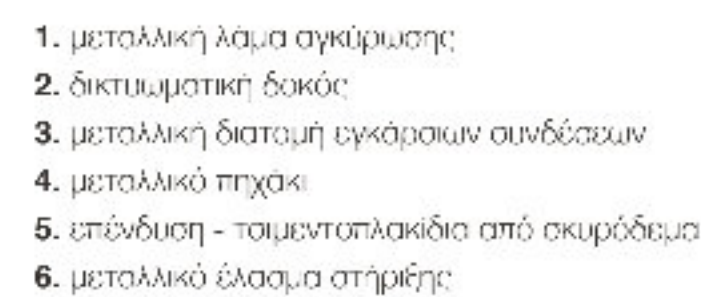 1. μεταλλική λάμα αγκύρωσης
2. δικτυωματική δοκός
3. μεταλλική διατομή εγκάρσιων συνδέσεων
4. μεταλλικό πηχάκι
5. επένδυση - τσιμεντοπλακίδια από σκυρόδεμα
6. μεταλλικό έλασμα στήριξης